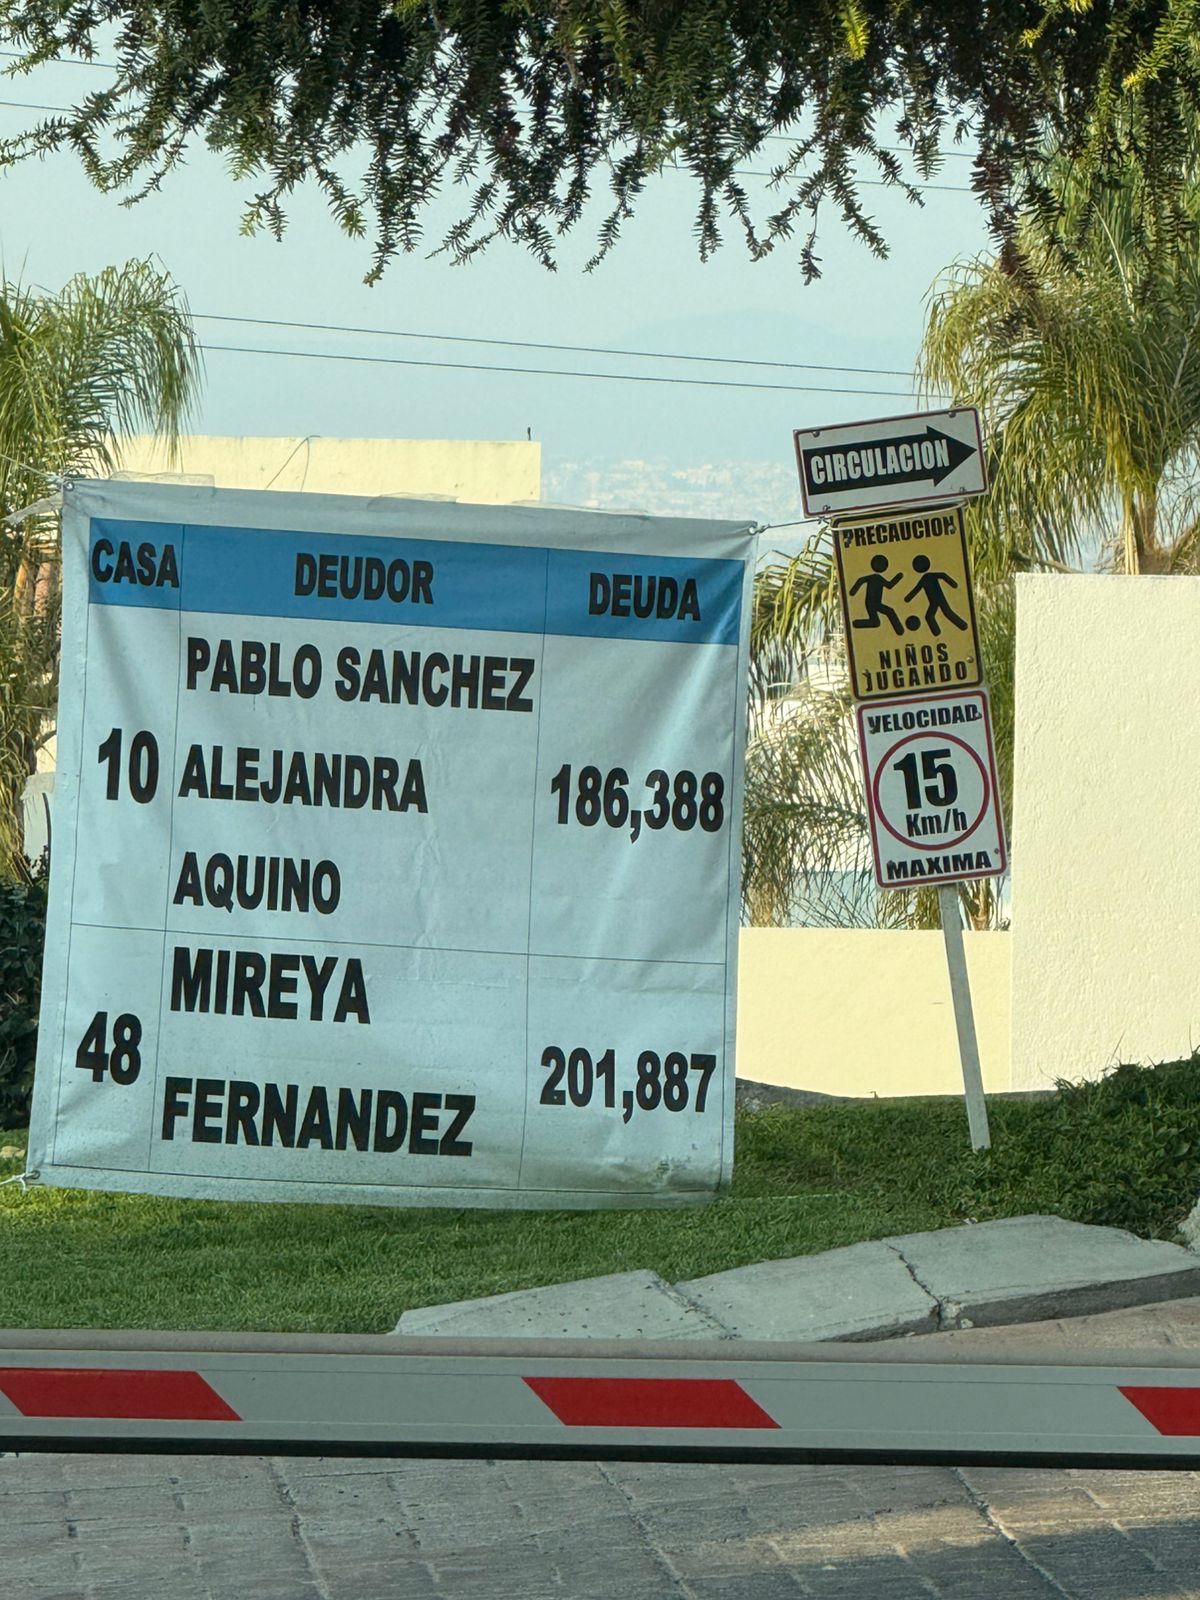 CASA DEUDOR DEUDA
PABLO SANCHEZ
10 ALEJANDRA 186,388
AQUINO
MIREYA
48 201,887
FERNANDEZ
CIRCULACION
PRECAUCION
NIÑOS
JUGANDO
VELOCIDAD
15
Km/h
MAXIMA